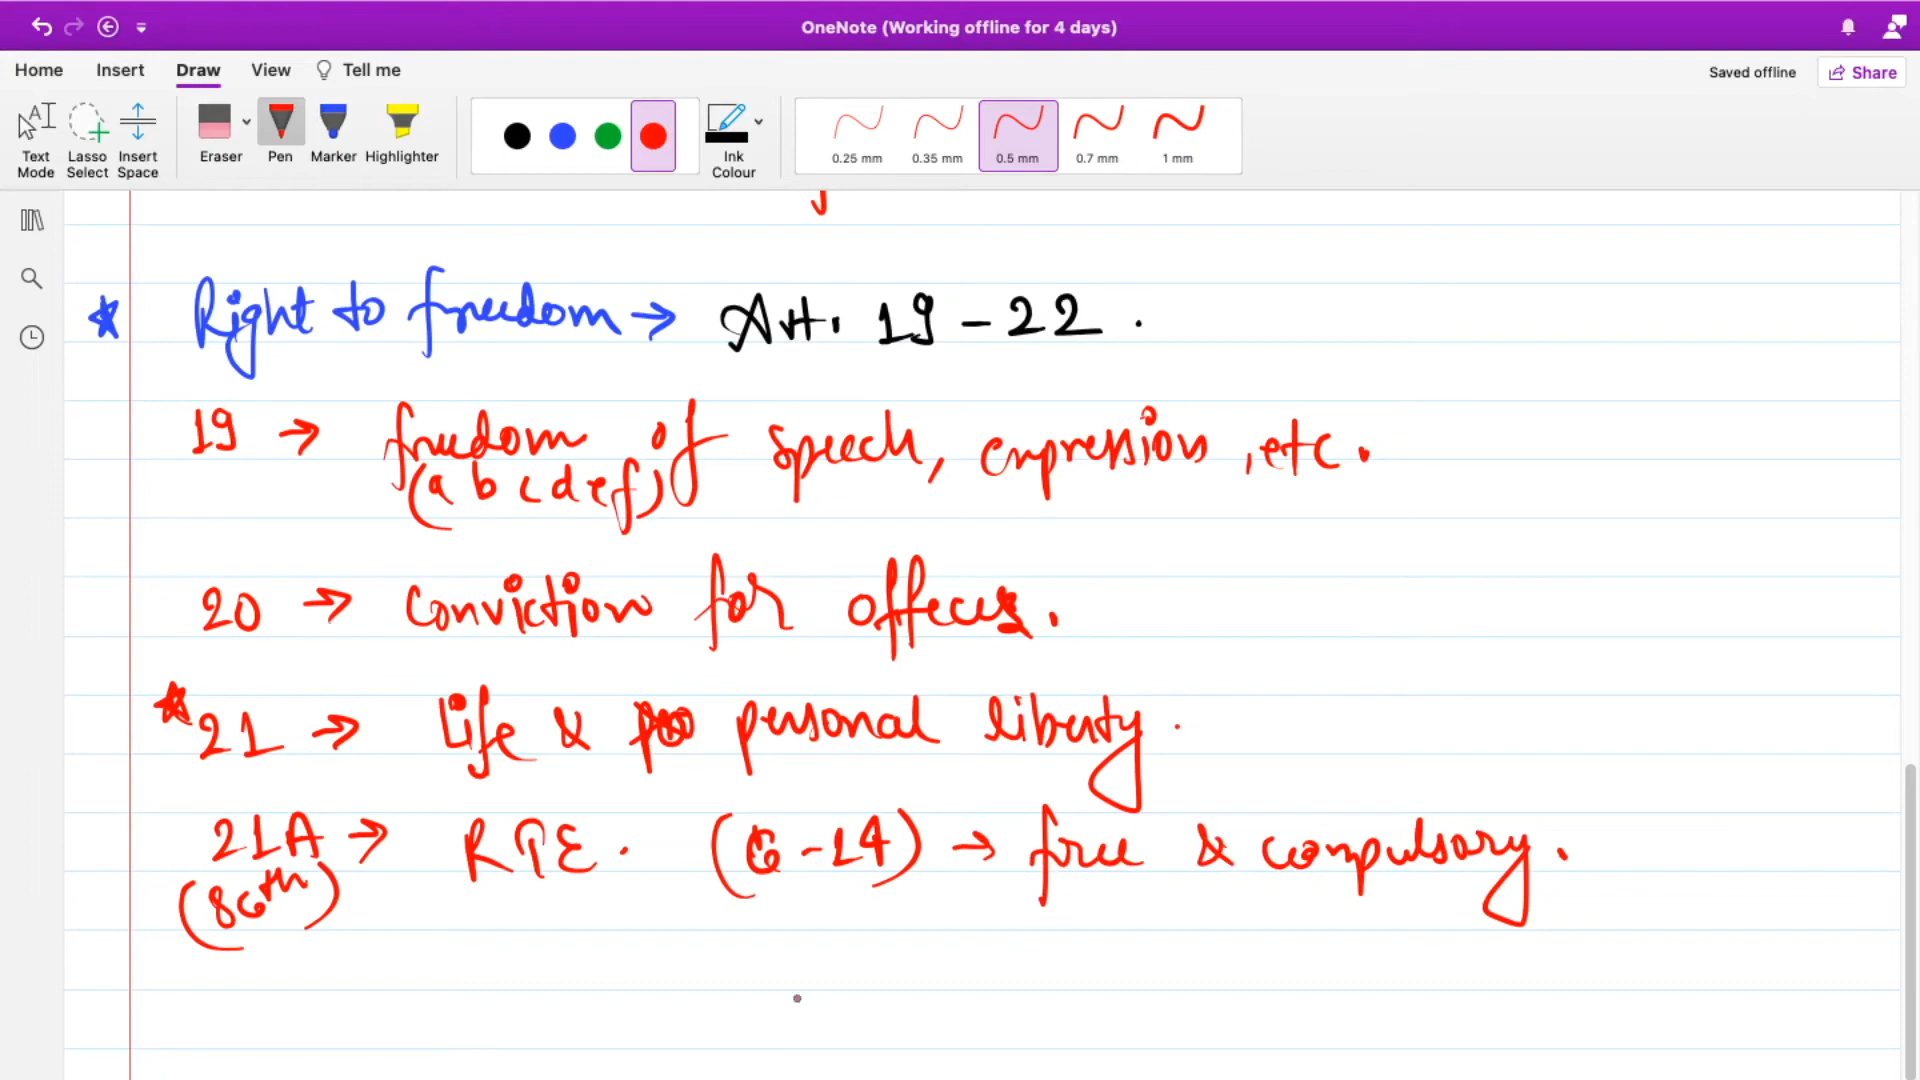 OneNote (Working offline for 4 days)
Home Insert Draw View Tell me Saved offline Share
Text Mode Lasso Select Insert Space Eraser Pen Marker Highlighter Ink Colour 0.25 mm 0.35 mm 0.5 mm 0.7 mm 1 mm
Right to freedom → Art. 19 - 22 .
19 → freedom of speech, expression, etc.
(a b c d e f)
20 → Conviction for offeces.
21 → Life & personal liberty.
21A → RTE. (6-14) → free & compulsory.
(86th)